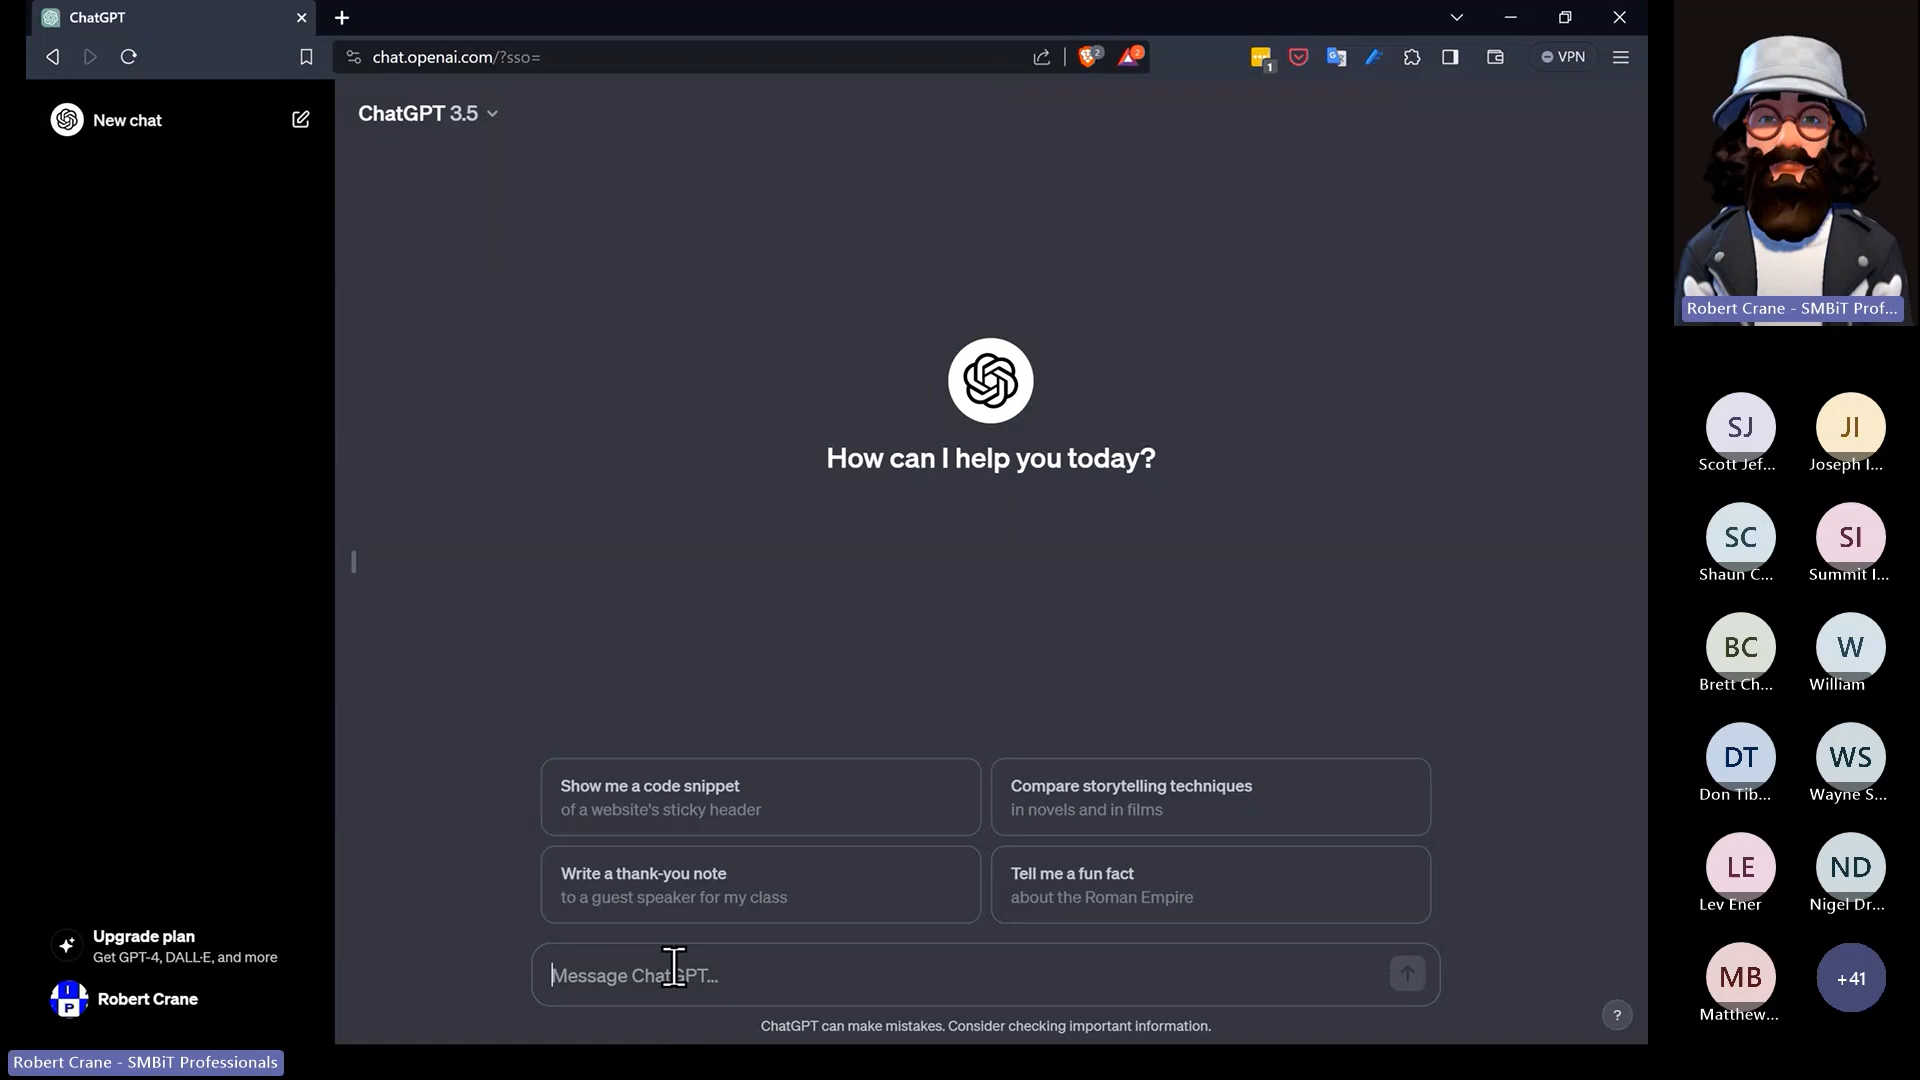 ChatGPT
chat.openai.com/?sso=
2
2
1
VPN
New chat
ChatGPT 3.5
How can I help you today?
Show me a code snippet
of a website's sticky header
Compare storytelling techniques
in novels and in films
Write a thank-you note
to a guest speaker for my class
Tell me a fun fact
about the Roman Empire
Message ChatGPT...
ChatGPT can make mistakes. Consider checking important information.
?
Upgrade plan
Get GPT-4, DALL·E, and more
I
P
Robert Crane
Robert Crane - SMBiT Professionals
Robert Crane - SMBiT Prof...
SJ
Scott Jef...
JI
Joseph I...
SC
Shaun C...
SI
Summit I...
BC
Brett Ch...
W
William
DT
Don Tib...
WS
Wayne S...
LE
Lev Ener
ND
Nigel Dr...
MB
Matthew...
+41